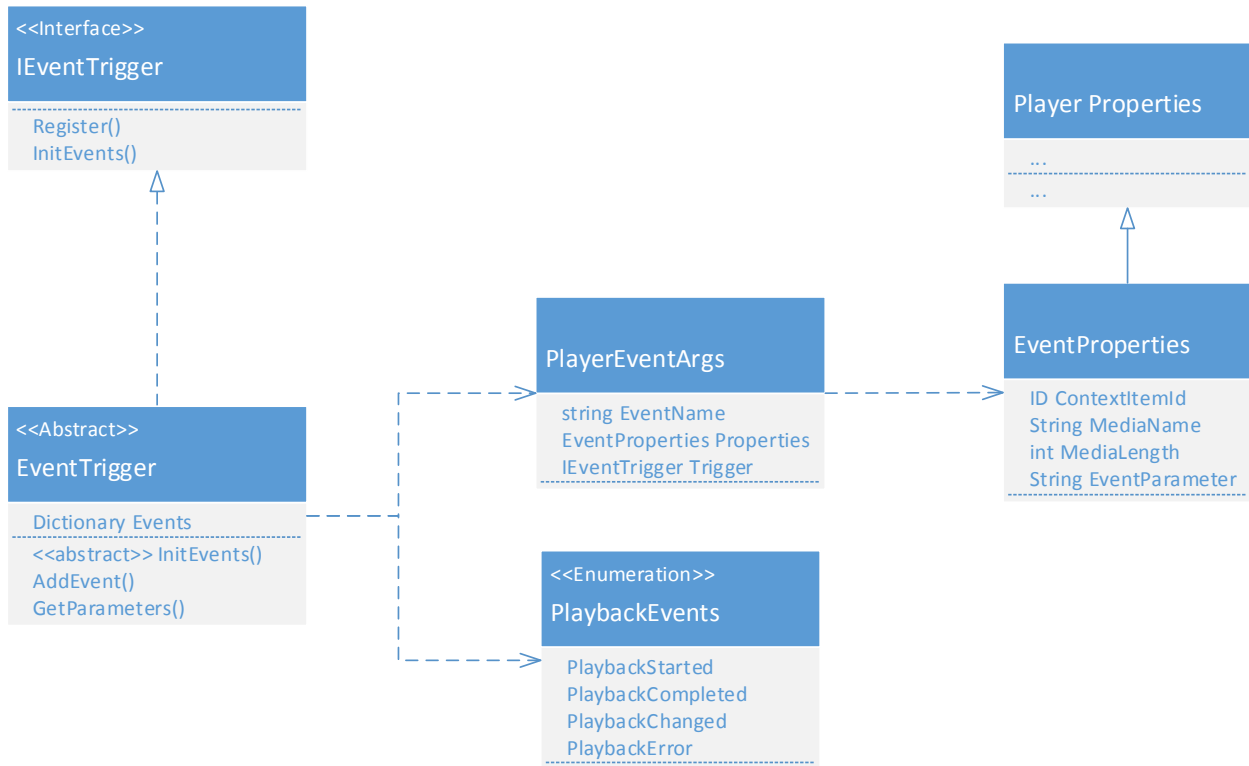 <<Interface>>
IEventTrigger
Register()
InitEvents()
Player Properties
...
...
<<Abstract>>
EventTrigger
Dictionary Events
<<abstract>> InitEvents()
AddEvent()
GetParameters()
PlayerEventArgs
string EventName
EventProperties Properties
IEventTrigger Trigger
EventProperties
ID ContextItemId
String MediaName
int MediaLength
String EventParameter
<<Enumeration>>
PlaybackEvents
PlaybackStarted
PlaybackCompleted
PlaybackChanged
PlaybackError